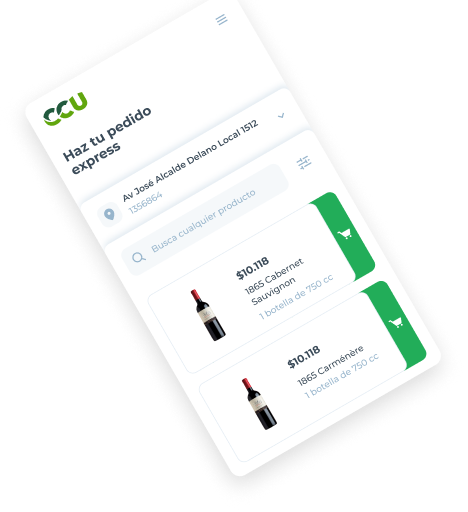 CCU
Haz tu pedido
express
Av José Alcalde Delano Local 1512
1356864
Busca cualquier producto
$10.118
1865 Cabernet
Sauvignon
1 botella de 750 cc
$10.118
1865 Carménère
1 botella de 750 cc